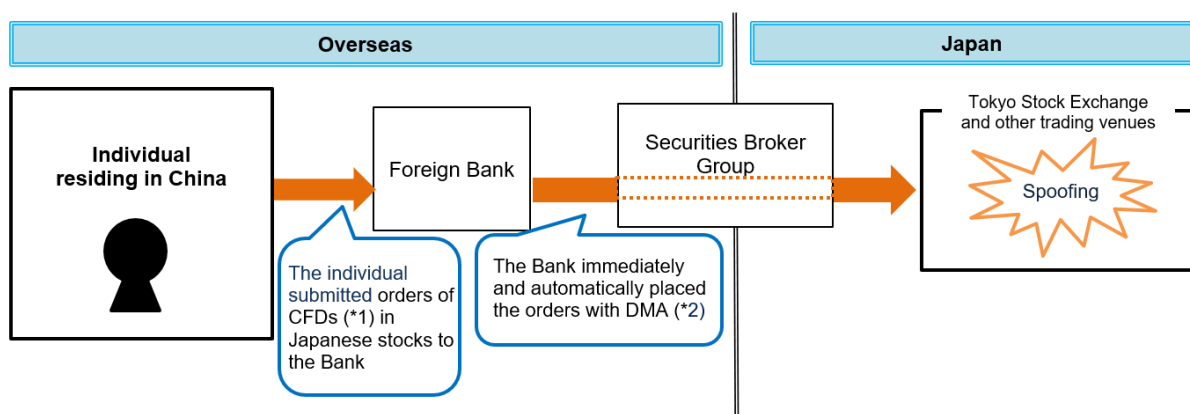 Overseas
Japan
Individual
residing in China
Foreign Bank
Securities Broker
Group
Tokyo Stock Exchange
and other trading venues
Spoofing
The individual
submitted orders of
CFDs (*1) in
Japanese stocks to
the Bank
The Bank immediately
and automatically placed
the orders with DMA (*2)